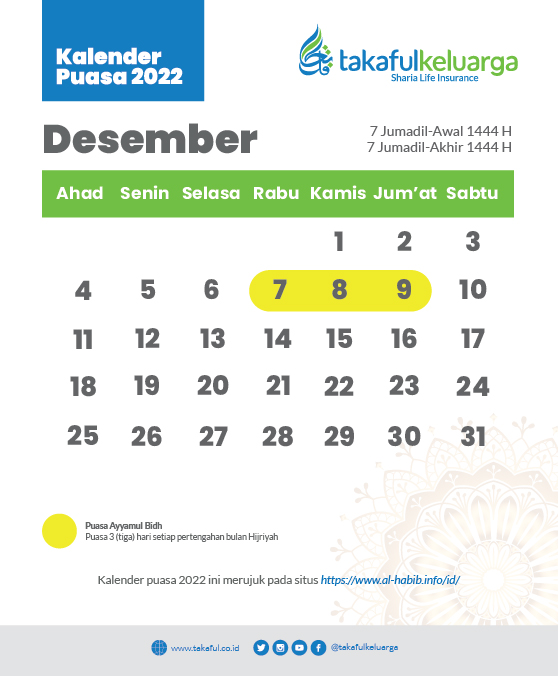 Kalender
Puasa 2022
takafulkeluarga
Sharia Life Insurance
Desember
7 Jumadil-Awal 1444 H
7 Jumadil-Akhir 1444 H
Ahad Senin Selasa Rabu Kamis Jum'at Sabtu
1 2 3
4 5 6 7 8 9 10
11 12 13 14 15 16 17
18 19 20 21 22 23 24
25 26 27 28 29 30 31
Puasa Ayyamul Bidh
Puasa 3 (tiga) hari setiap pertengahan bulan Hijriyah
Kalender puasa 2022 ini merujuk pada situs https://www.al-habib.info/id/
www.takaful.co.id @takafulkeluarga